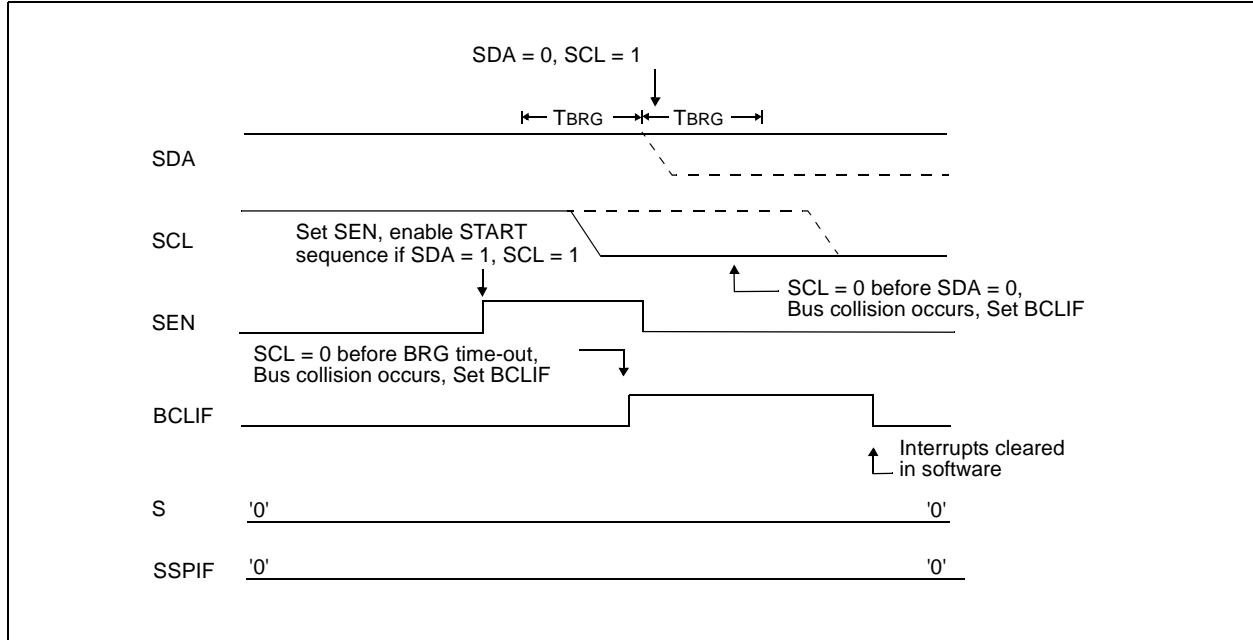 SDA = 0, SCL = 1
TBRG TBRG
SDA
SCL
Set SEN, enable START
sequence if SDA = 1, SCL = 1
SCL = 0 before SDA = 0,
Bus collision occurs, Set BCLIF
SEN
SCL = 0 before BRG time-out,
Bus collision occurs, Set BCLIF
BCLIF
Interrupts cleared
in software
S '0' '0'
SSPIF '0' '0'